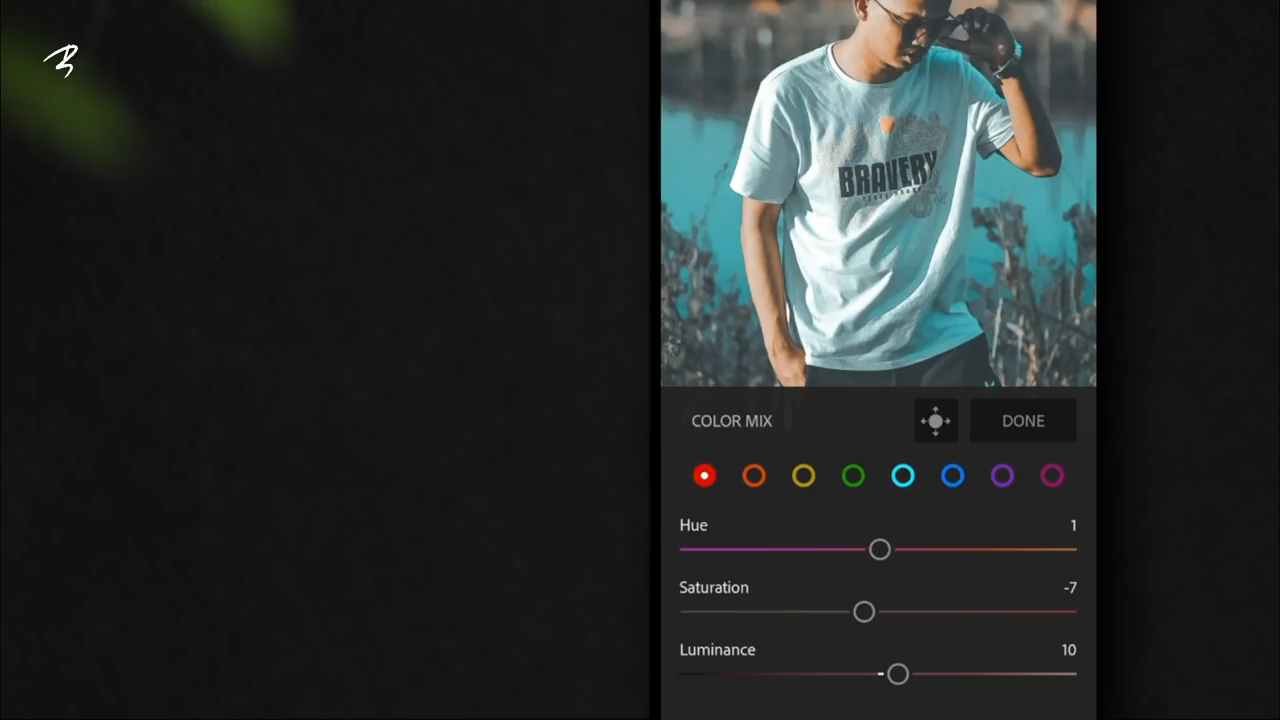 BRAVERY
COLOR MIX
DONE
Hue
1
Saturation
-7
Luminance
10